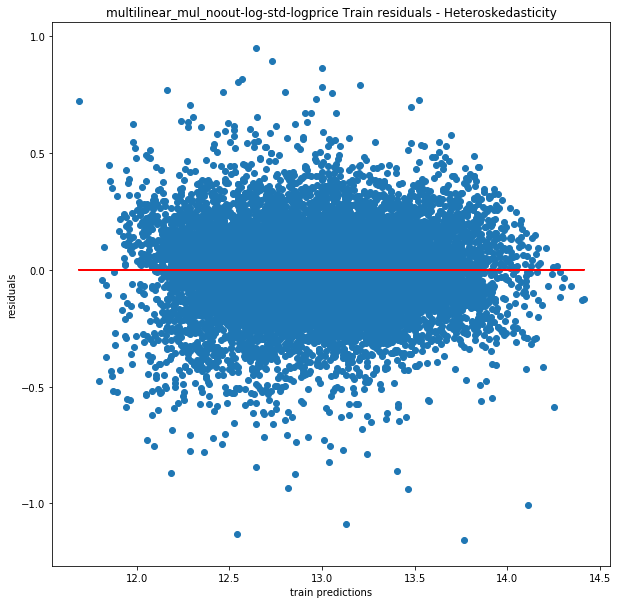 multilinear_mul_noout-log-std-logprice Train residuals - Heteroskedasticity
1.0
0.5
0.0
−0.5
−1.0
residuals
12.0 12.5 13.0 13.5 14.0 14.5
train predictions